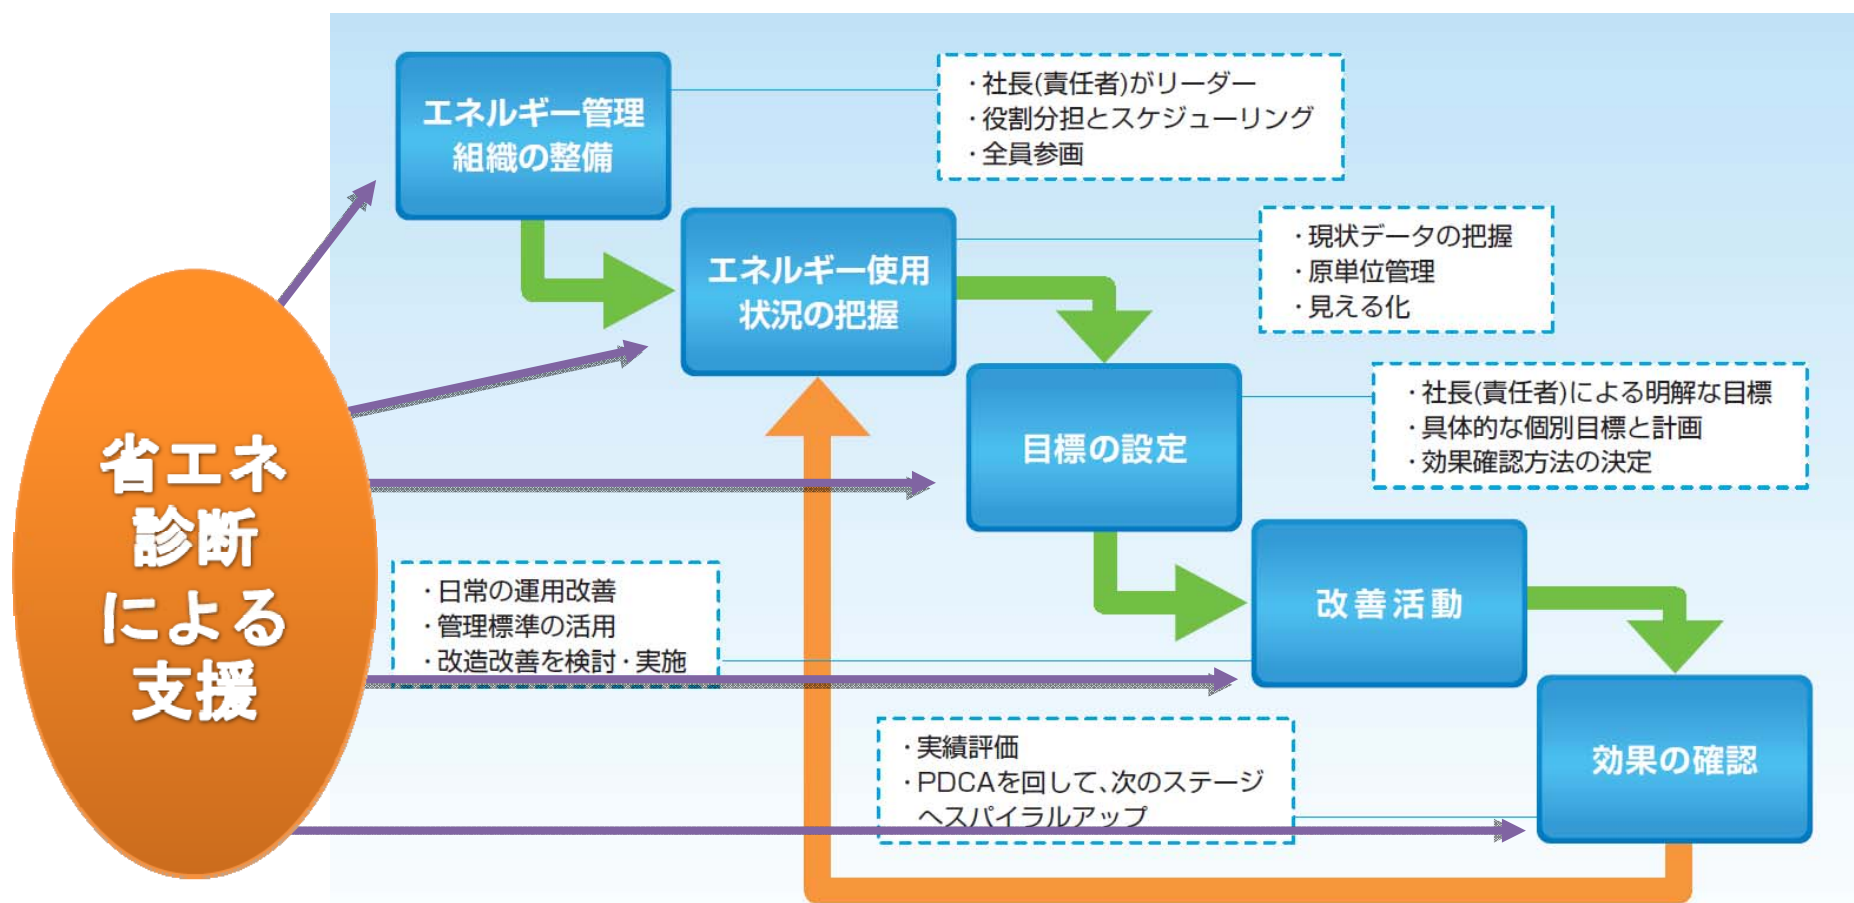 エネルギー管理
組織の整備
・社長(責任者)がリーダー
・役割分担とスケジューリング
・全員参画
エネルギー使用
状況の把握
・現状データの把握
・原単位管理
・見える化
目標の設定
・社長(責任者)による明解な目標
・具体的な個別目標と計画
・効果確認方法の決定
省エネ
診断
による
支援
改善活動
・日常の運用改善
・管理標準の活用
・改造改善を検討・実施
効果の確認
・実績評価
・PDCAを回して、次のステージ
へスパイラルアップ